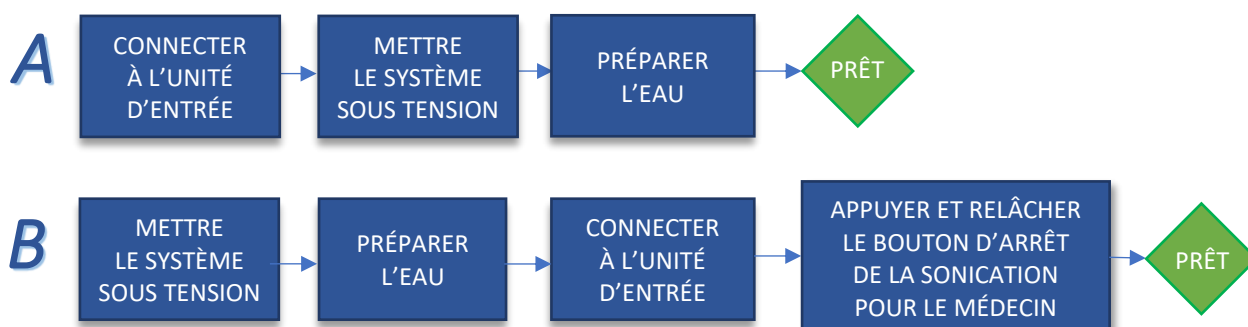 A
CONNECTER
À L'UNITÉ
D'ENTRÉE
METTRE
LE SYSTÈME
SOUS TENSION
PRÉPARER
L'EAU
PRÊT
B
METTRE
LE SYSTÈME
SOUS TENSION
PRÉPARER
L'EAU
CONNECTER
À L'UNITÉ
D'ENTRÉE
APPUYER ET RELÂCHER
LE BOUTON D'ARRÊT
DE LA SONICATION
POUR LE MÉDECIN
PRÊT